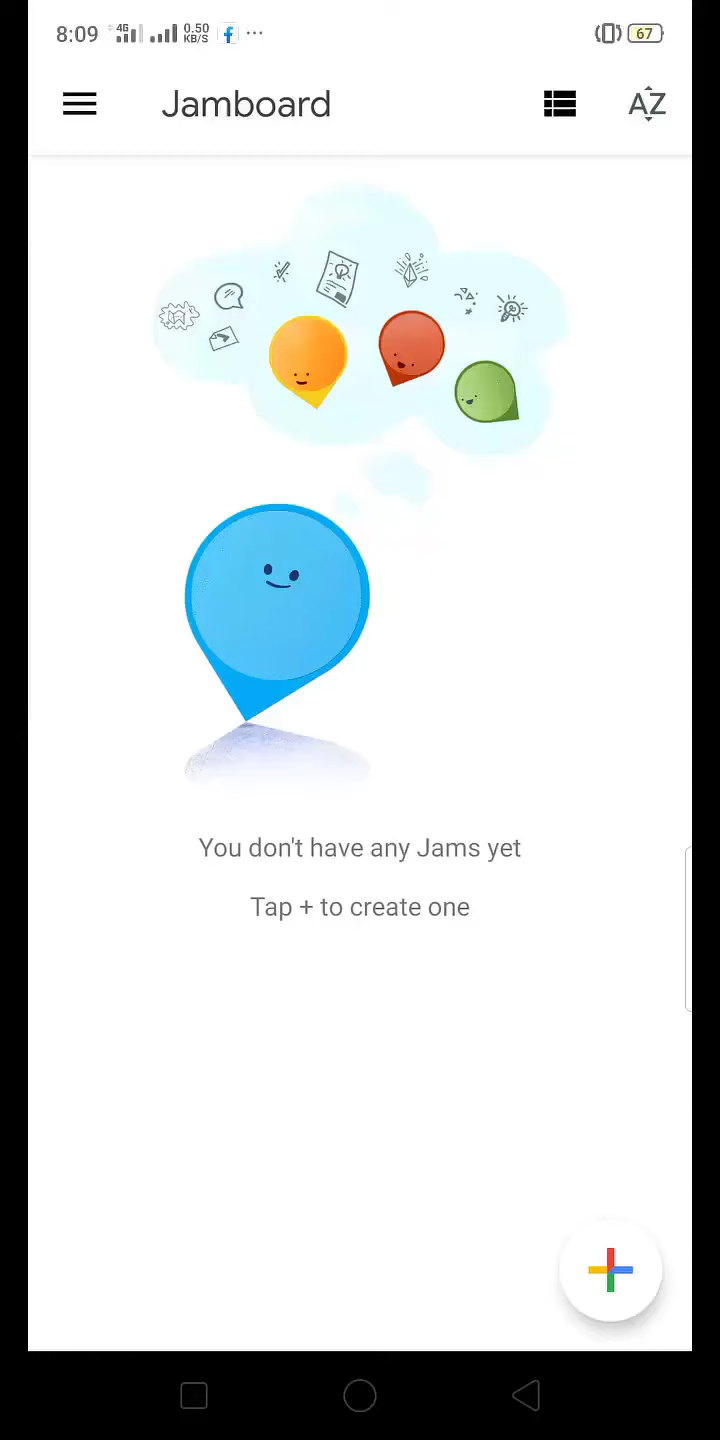 8:09 4G 0.50 KB/S 67
Jamboard AZ
You don't have any Jams yet
Tap + to create one